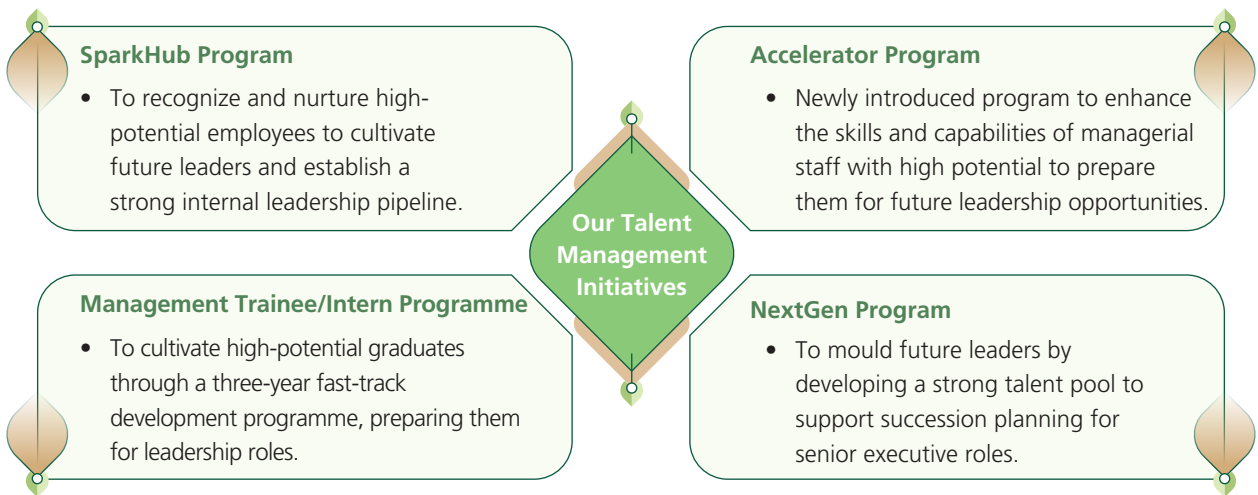 SparkHub Program
• To recognize and nurture high-
potential employees to cultivate
future leaders and establish a
strong internal leadership pipeline.
Accelerator Program
• Newly introduced program to enhance
the skills and capabilities of managerial
staff with high potential to prepare
them for future leadership opportunities.
Our Talent
Management
Initiatives
Management Trainee/Intern Programme
• To cultivate high-potential graduates
through a three-year fast-track
development programme, preparing them
for leadership roles.
NextGen Program
• To mould future leaders by
developing a strong talent pool to
support succession planning for
senior executive roles.